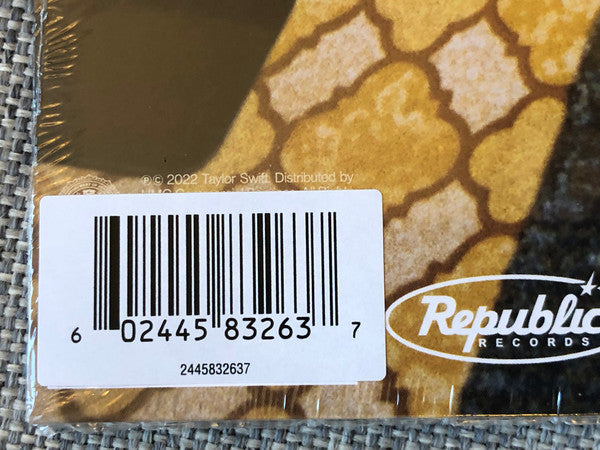 ℗© 2022 Taylor Swift. Distributed by
6 02445 83263 7
2445832637
Republic
RECORDS